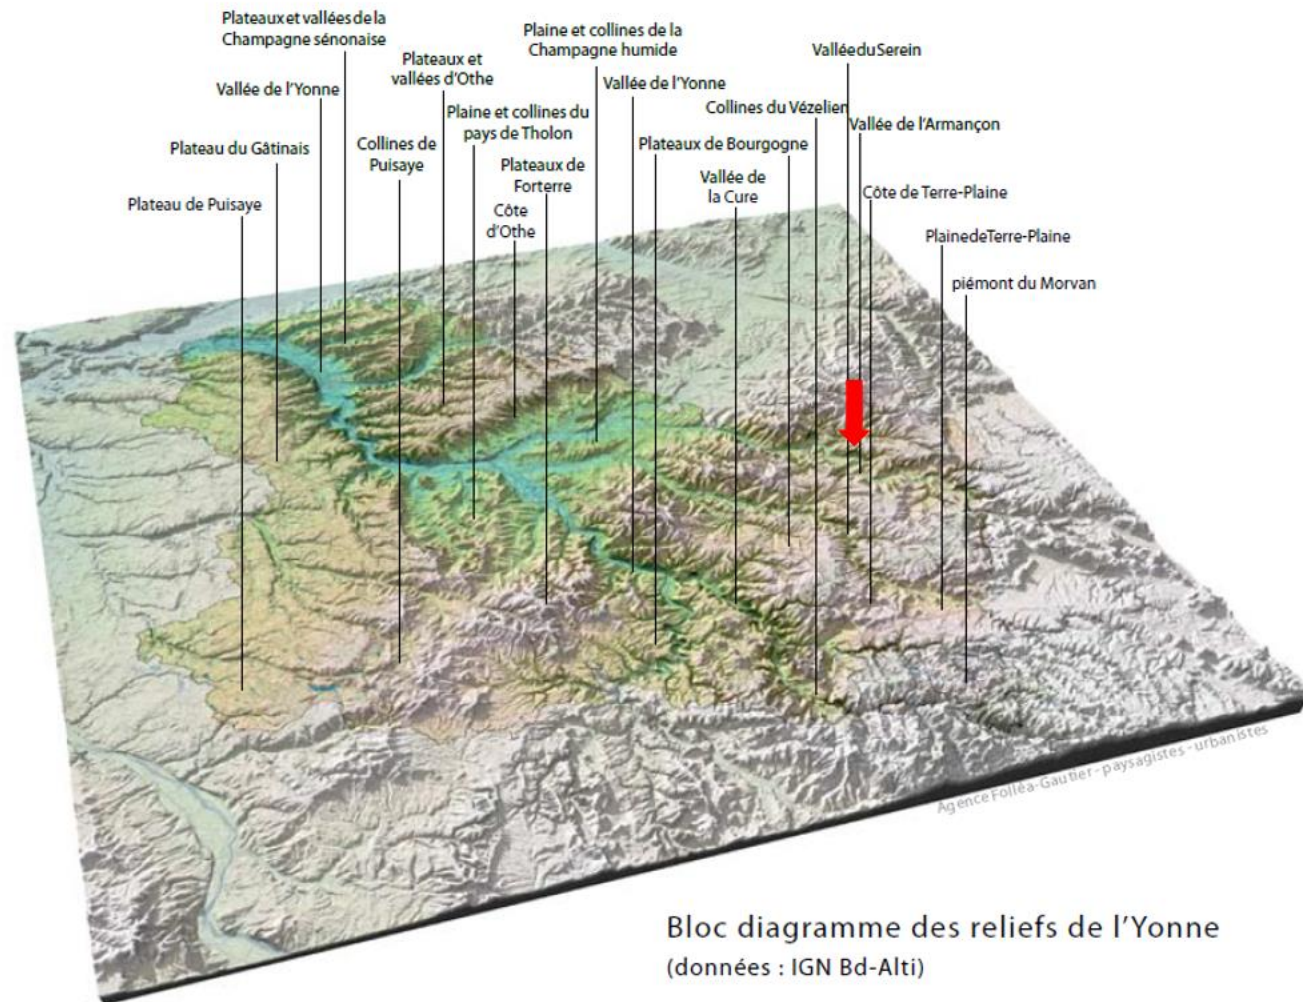 Plateaux et vallées de la
Champagne sénonaise
Plaine et collines de la
Champagne humide
Vallée du Serein
Plateaux et
vallées d'Othe
Vallée de l'Yonne
Vallée de l'Yonne
Collines du Vézelien
Plaine et collines du
pays de Tholon
Vallée de l'Armançon
Collines de
Puisaye
Plateau du Gâtinais
Plateaux de Bourgogne
Plateaux de
Forterre
Vallée de
la Cure
Côte de Terre-Plaine
Plateau de Puisaye
Côte
d'Othe
Plaine de Terre-Plaine
piémont du Morvan
Agence Folléa-Gautier - paysagistes - urbanistes
Bloc diagramme des reliefs de l'Yonne
(données : IGN Bd-Alti)